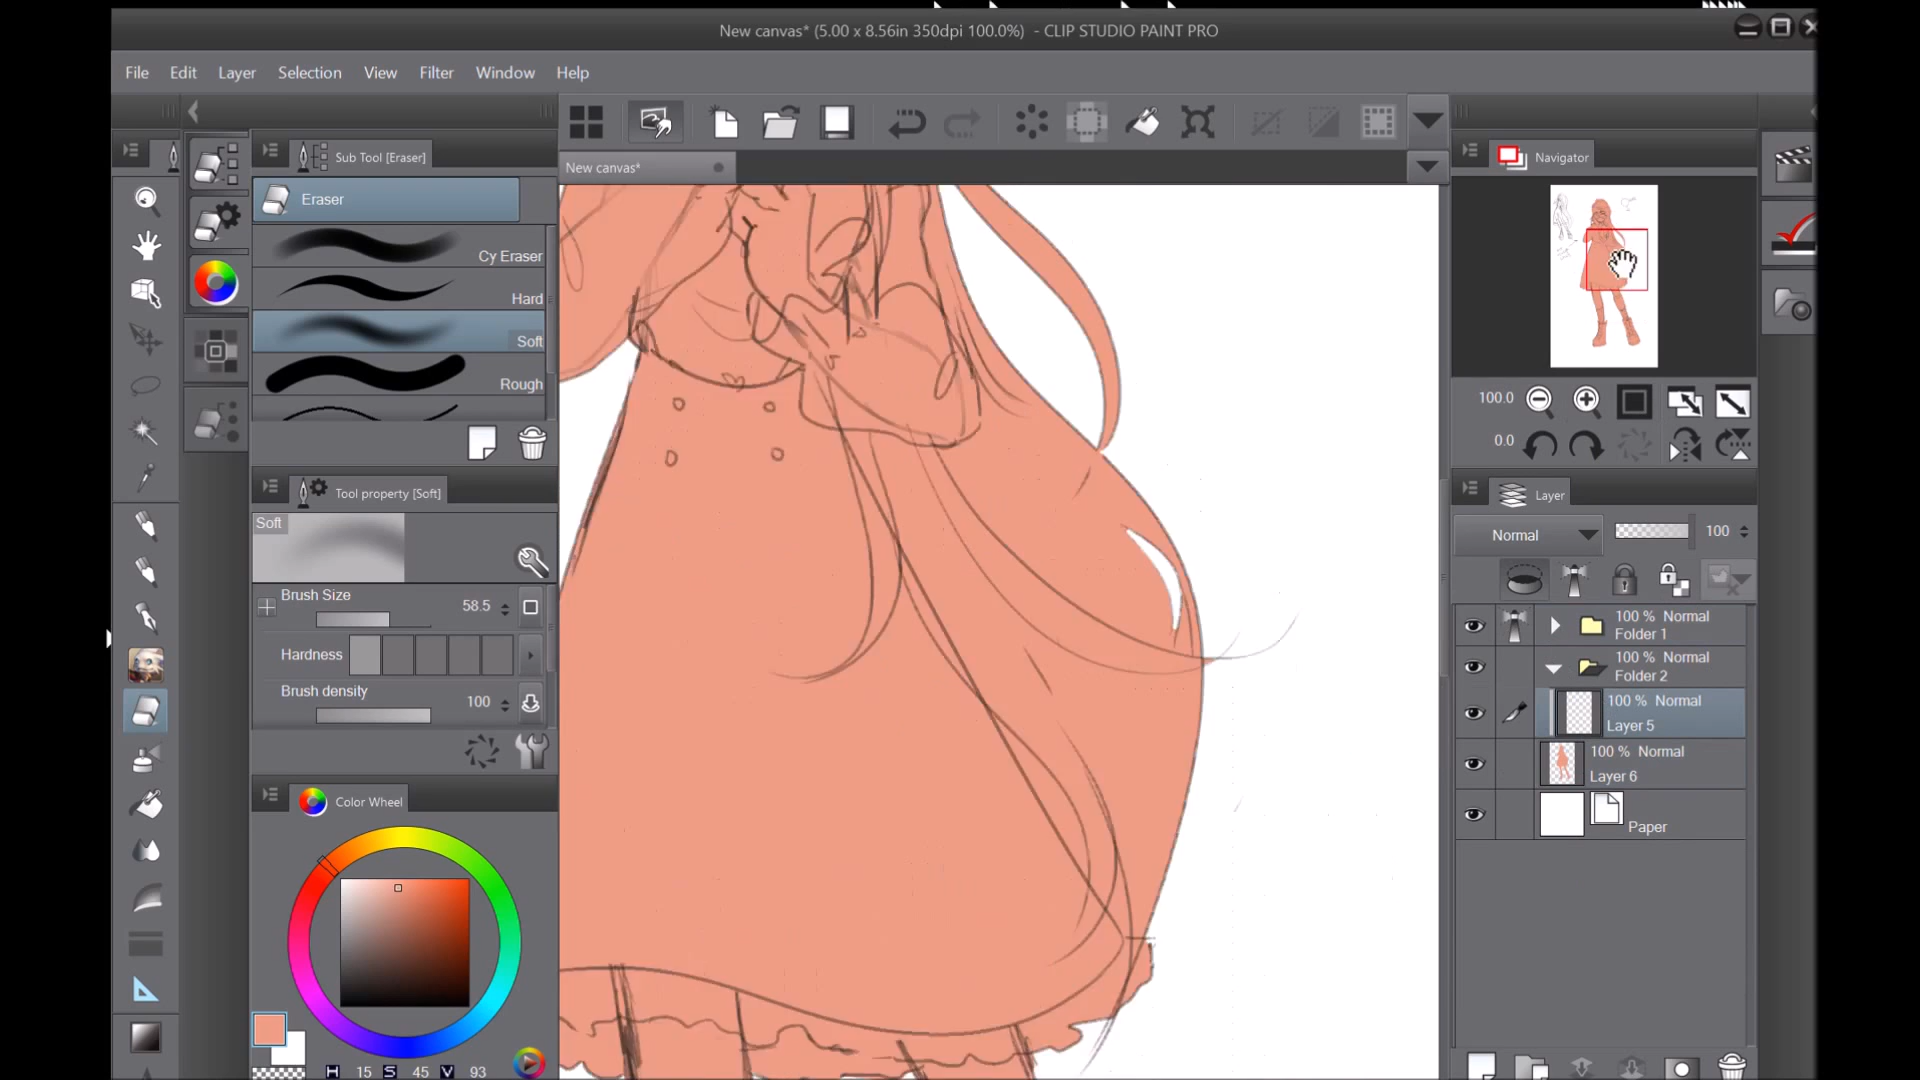 New canvas* (5.00 x 8.56in 350dpi 100.0%) - CLIP STUDIO PAINT PRO
File Edit Layer Selection View Filter Window Help
Sub Tool [Eraser]
Eraser
Cy Eraser
Hard
Soft
Rough
Tool property [Soft]
Soft
Brush Size 58.5
Hardness
Brush density 100
Color Wheel
H 15 S 45 V 93
New canvas*
Navigator
100.0
0.0
Layer
Normal 100
100 % Normal
Folder 1
100 % Normal
Folder 2
100 % Normal
Layer 5
100 % Normal
Layer 6
Paper